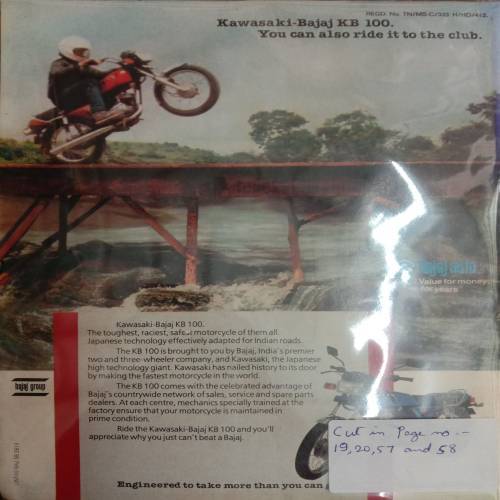 REGD. No. TN/MS-C/333 H/HD/412.
Kawasaki-Bajaj KB 100.
You can also ride it to the club.
bajaj auto
Value for money,
for years
Kawasaki-Bajaj KB 100.
The toughest, raciest, safest motorcycle of them all.
Japanese technology effectively adapted for Indian roads.
The KB 100 is brought to you by Bajaj, India's premier
two and three-wheeler company, and Kawasaki, the Japanese
high technology giant. Kawasaki has nailed history to its door
by making the fastest motorcycle in the world.
The KB 100 comes with the celebrated advantage of
Bajaj's countrywide network of sales, service and spare parts
dealers. At each centre, mechanics specially trained at the
factory ensure that your motorcycle is maintained in
prime condition.
Ride the Kawasaki-Bajaj KB 100 and you'll
appreciate why you just can't beat a Bajaj.
bajaj group
Cut in Page no :-
19, 20, 57 and 58
Engineered to take more than you can